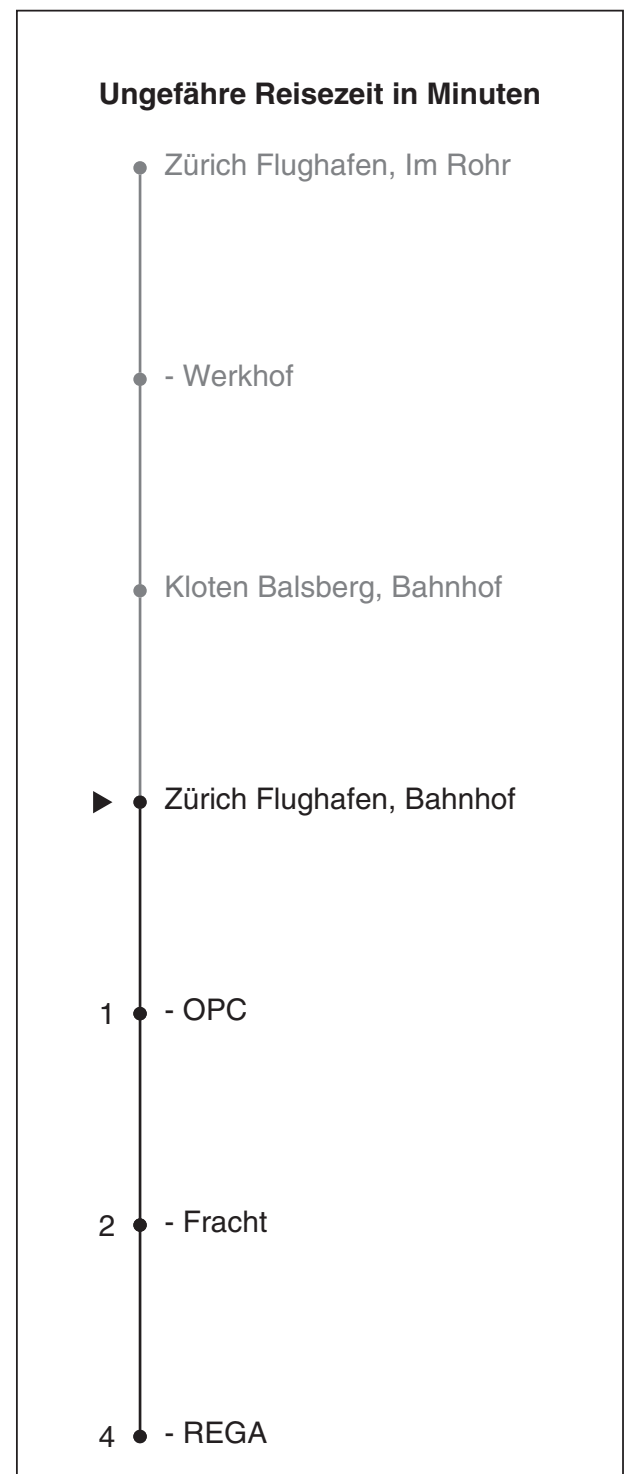 Ungefähre Reisezeit in Minuten
Zürich Flughafen, Im Rohr
- Werkhof
Kloten Balsberg, Bahnhof
Zürich Flughafen, Bahnhof
1 - OPC
2 - Fracht
4 - REGA